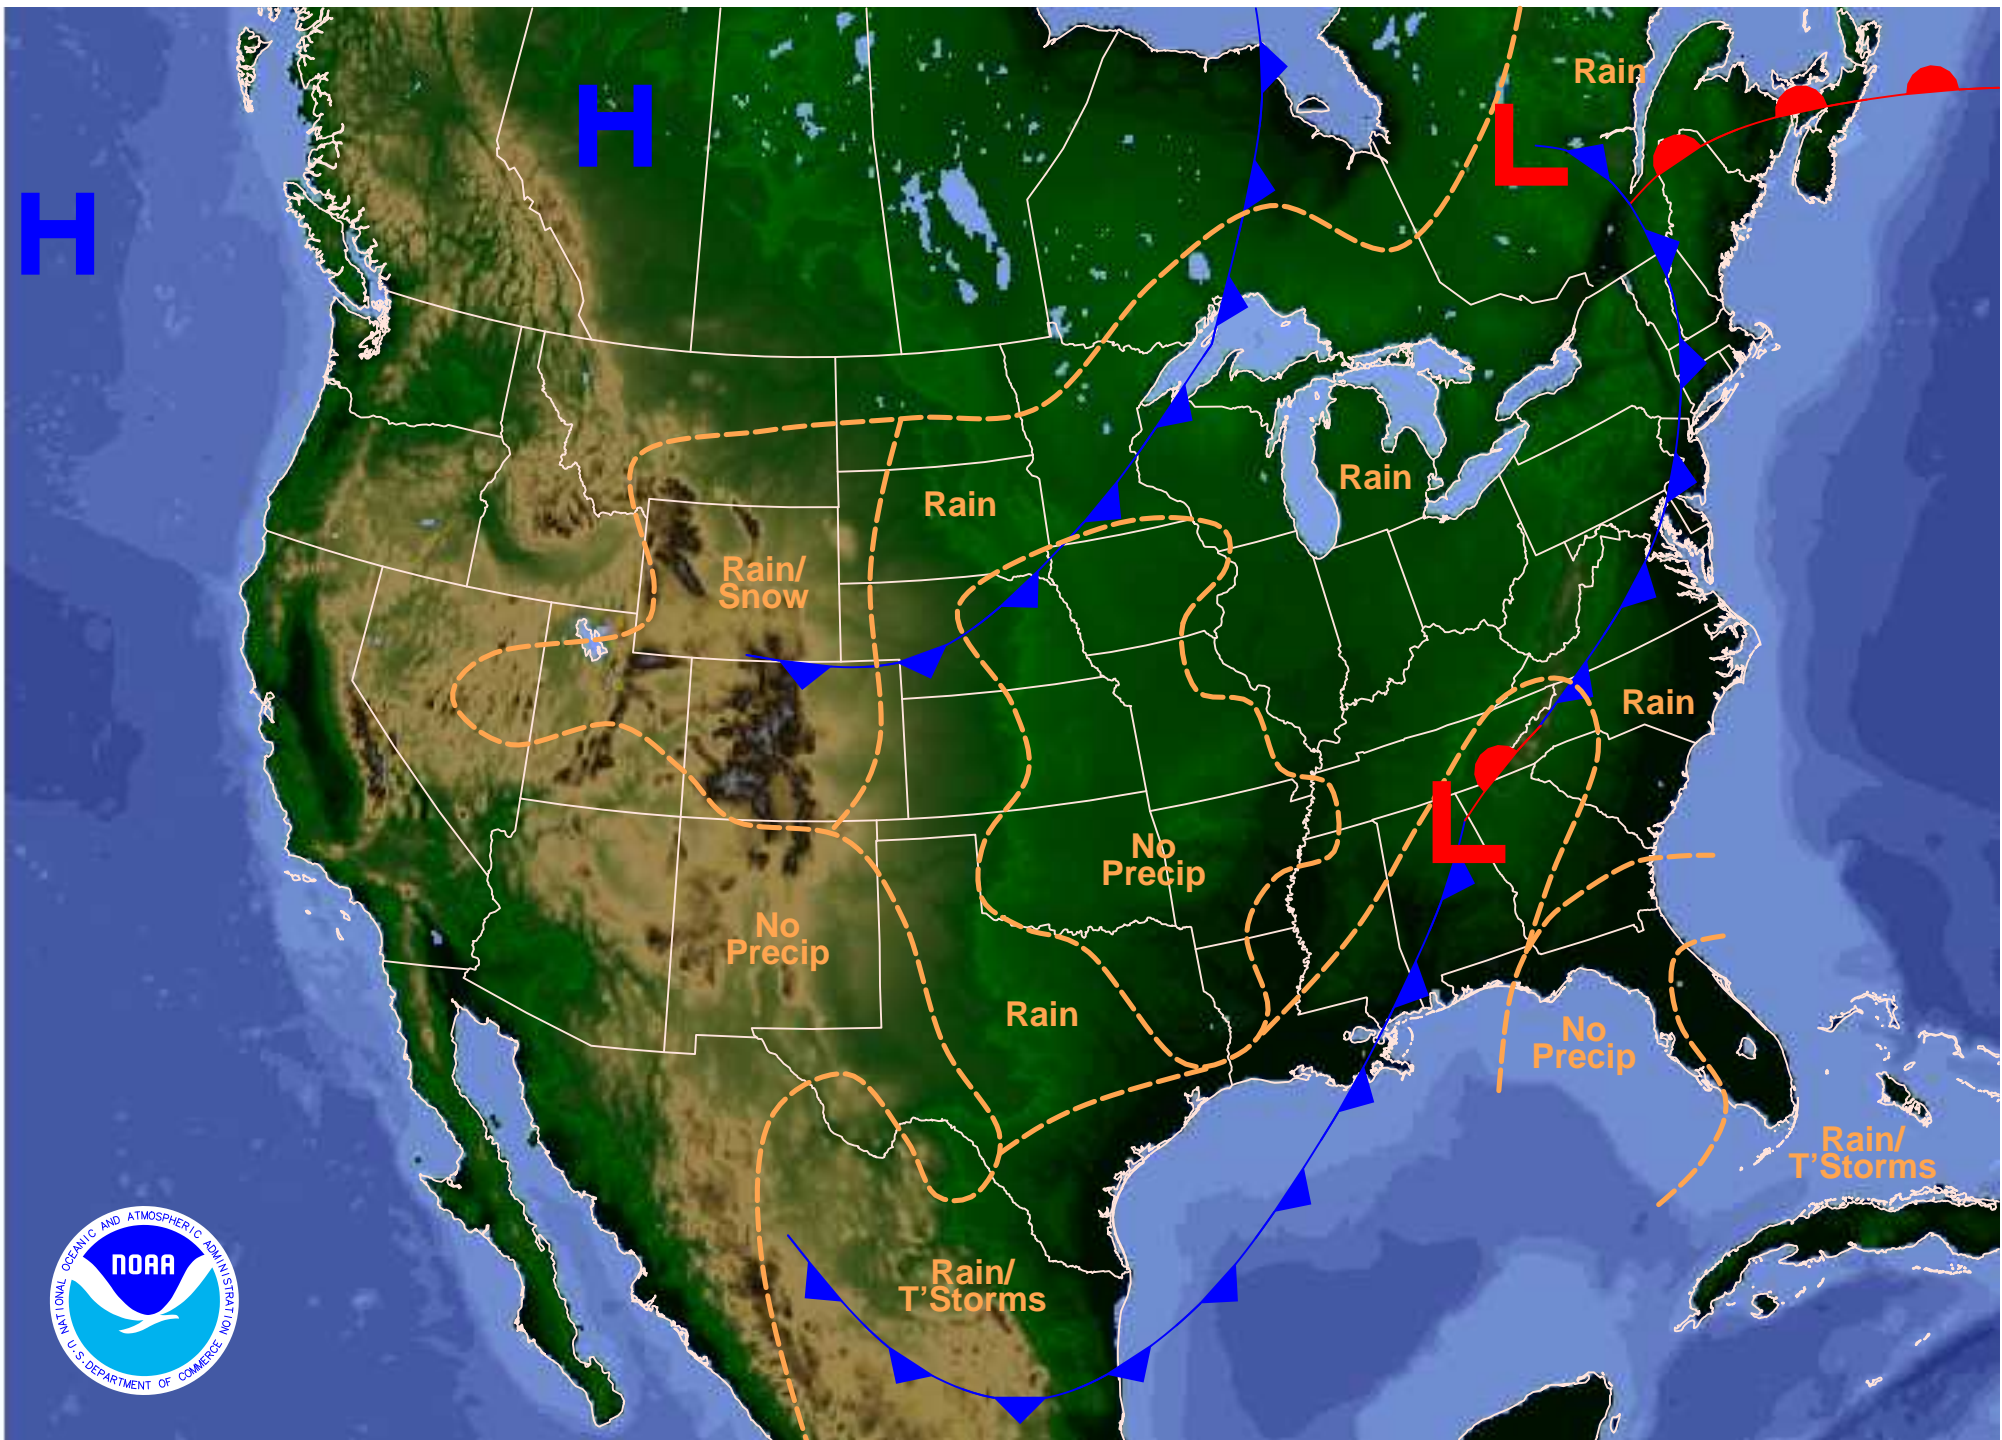 Rain
H
L
H
Rain
Rain
Rain/
Snow
Rain
No
Precip
L
No
Precip
Rain
No
Precip
Rain/
T'Storms
Rain/
T'Storms
NATIONAL OCEANIC AND ATMOSPHERIC ADMINISTRATION
NOAA
U.S. DEPARTMENT OF COMMERCE